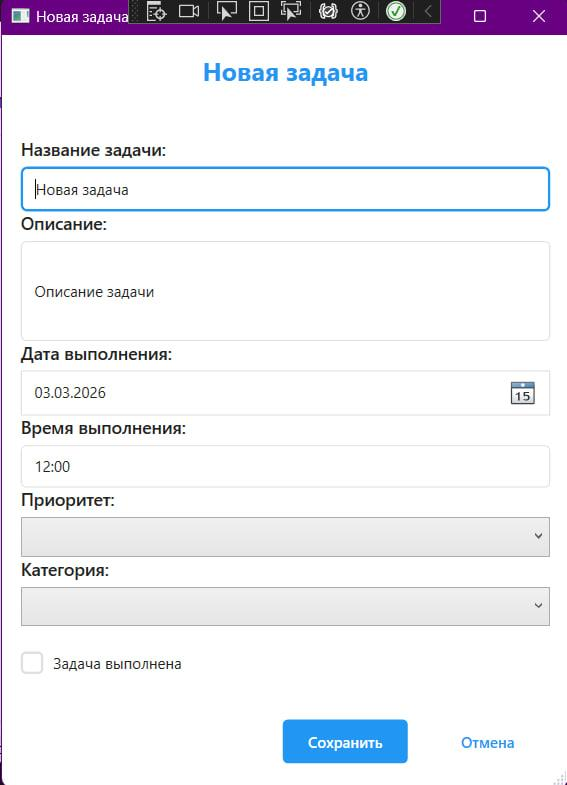 Новая задача
Новая задача
Название задачи:
Новая задача
Описание:
Описание задачи
Дата выполнения:
03.03.2026
15
Время выполнения:
12:00
Приоритет:
Категория:
Задача выполнена
Сохранить
Отмена